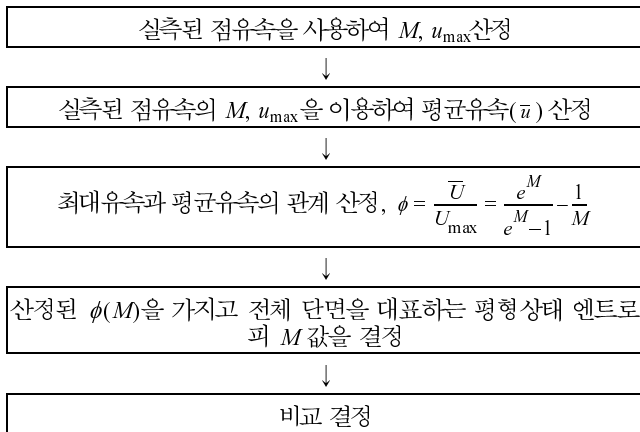 실측된 점유속을 사용하여 M, u_max산정
↓
실측된 점유속의 M, u_max을 이용하여 평균유속(u̅) 산정
↓
최대유속과 평균유속의 관계 산정, ϕ = U̅/U_max = e^M/(e^M−1) − 1/M
↓
산정된 ϕ(M)을 가지고 전체 단면을 대표하는 평형상태 엔트로
피 M값을 결정
↓
비교 결정